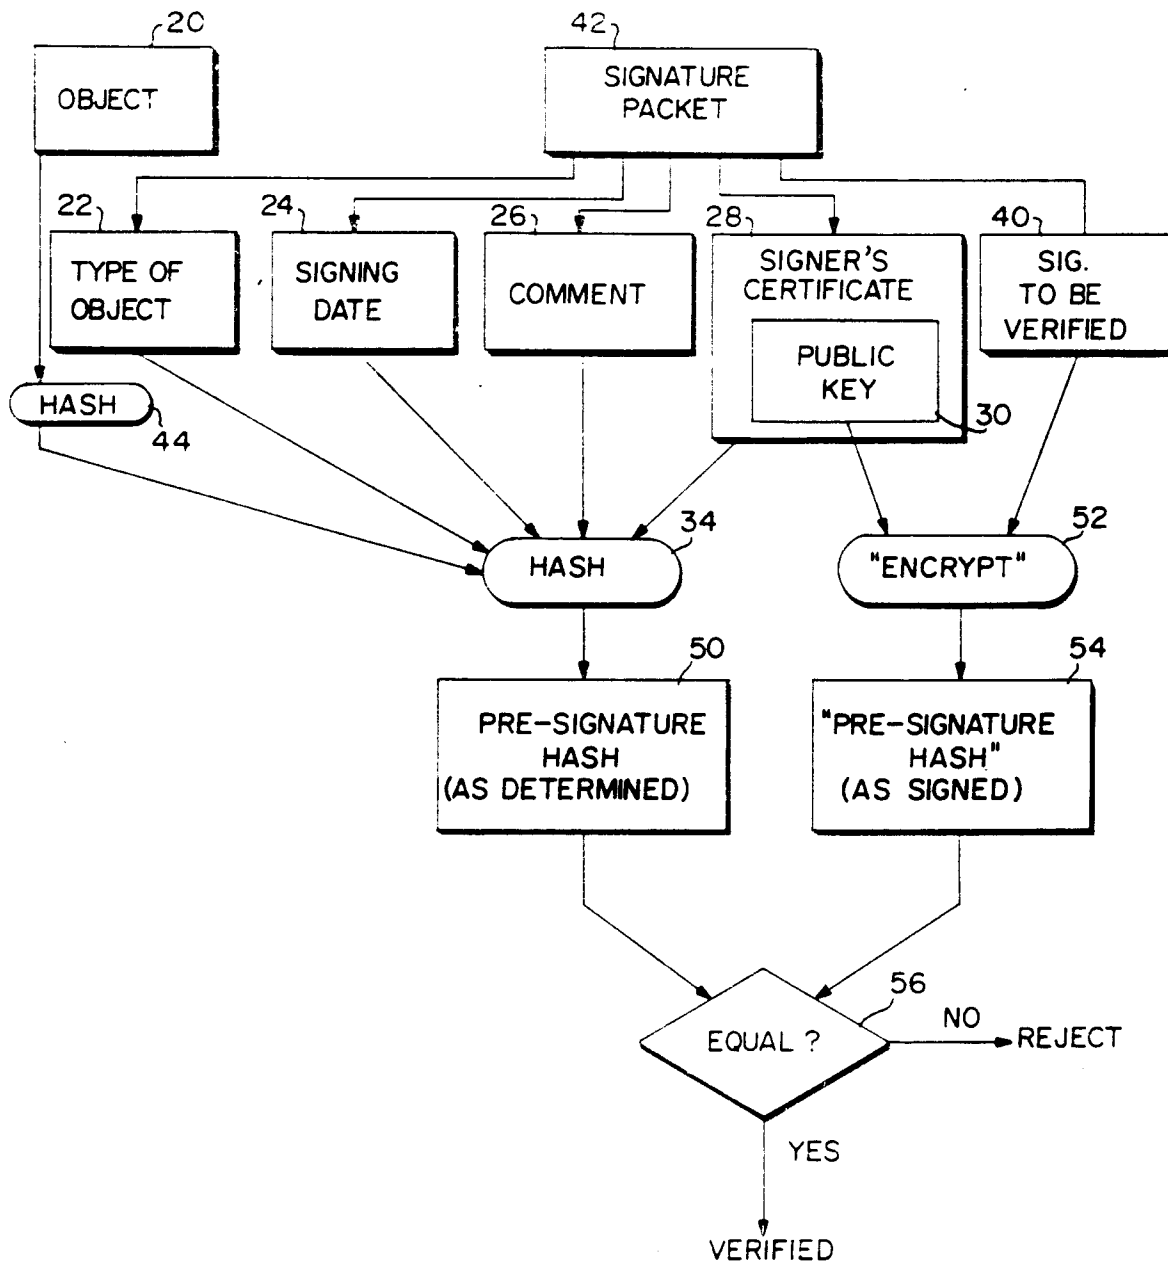 20
OBJECT
42
SIGNATURE
PACKET
22
TYPE OF
OBJECT
24
SIGNING
DATE
26
COMMENT
28
SIGNER'S
CERTIFICATE
PUBLIC
KEY
30
40
SIG.
TO BE
VERIFIED
HASH
44
HASH
34
"ENCRYPT"
52
50
PRE-SIGNATURE
HASH
(AS DETERMINED)
54
"PRE-SIGNATURE
HASH"
(AS SIGNED)
EQUAL ?
56
NO
REJECT
YES
VERIFIED